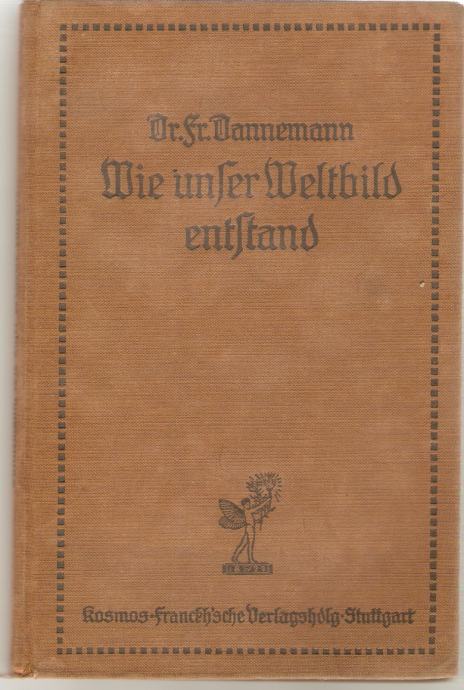 Dr. Fr. Dannemann
Wie unser Weltbild
entstand
Kosmos-Franckh'sche Verlagshdlg-Stuttgart